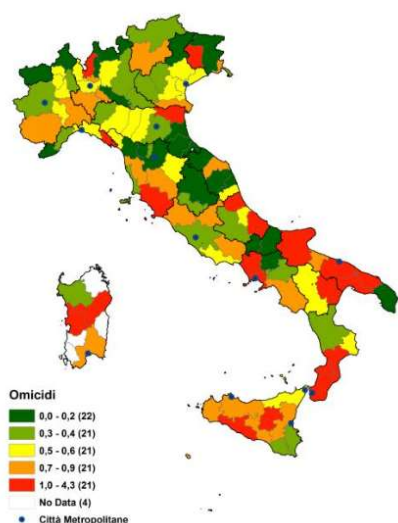 Omicidi
0,0 - 0,2 (22)
0,3 - 0,4 (21)
0,5 - 0,6 (21)
0,7 - 0,9 (21)
1,0 - 4,3 (21)
No Data (4)
Città Metropolitane